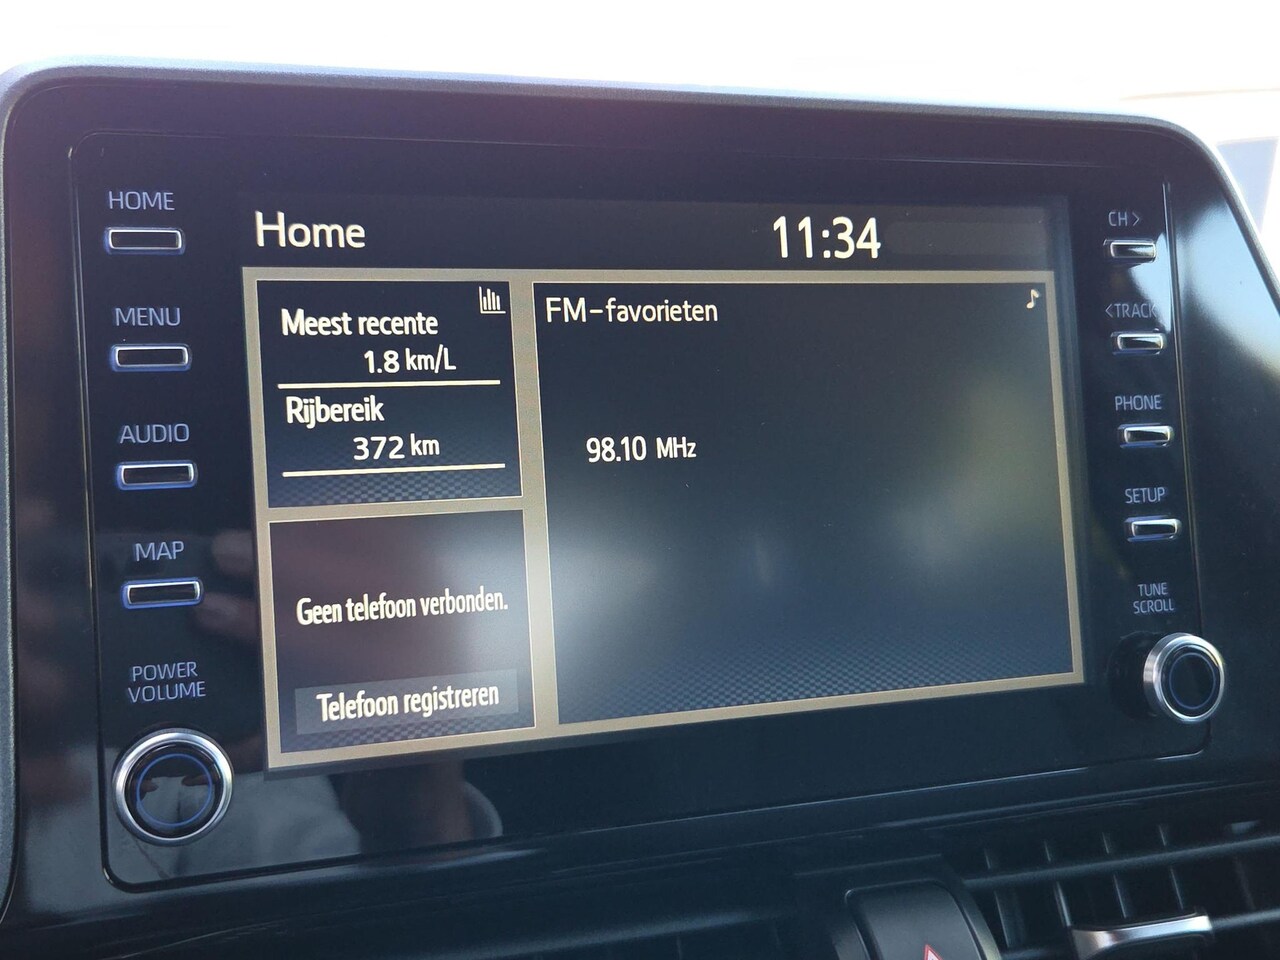 HOME
MENU
AUDIO
MAP
POWER
VOLUME
Home
11:34
Meest recente
1.8 km/L
Rijbereik
372 km
Geen telefoon verbonden.
Telefoon registreren
FM-favorieten
98.10 MHz
CH >
< TRACK
PHONE
SETUP
TUNE
SCROLL